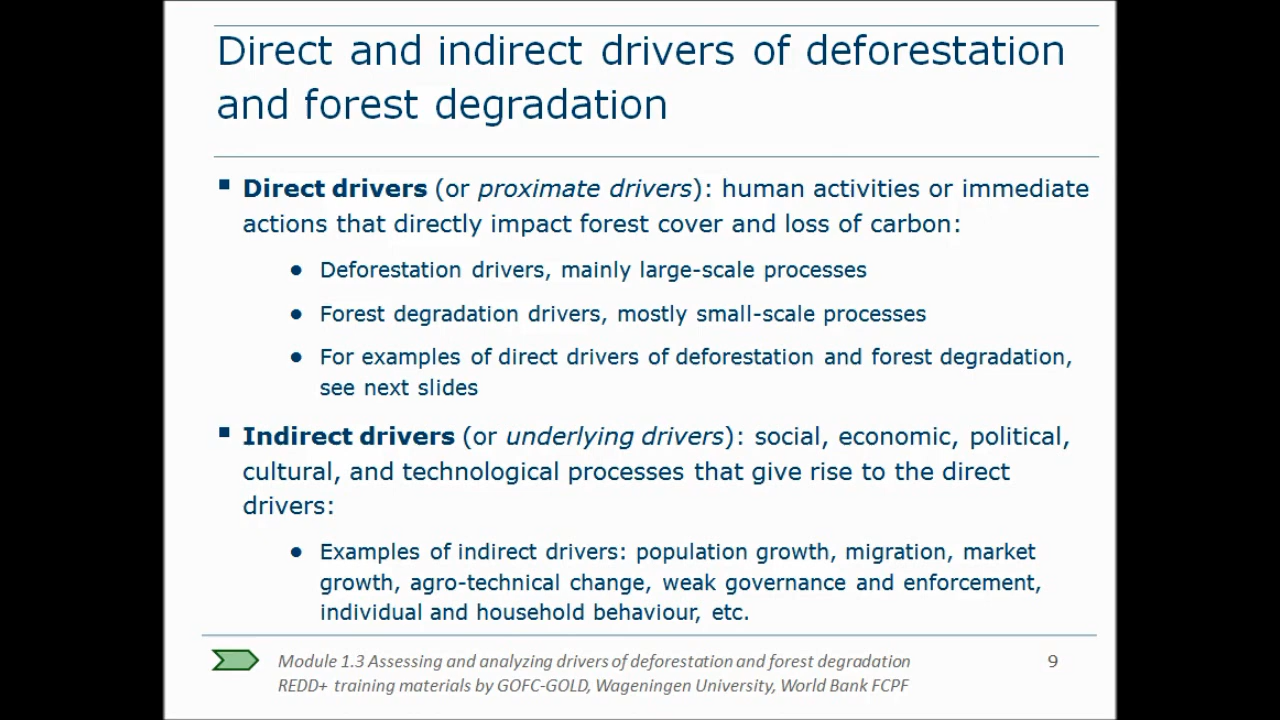 Direct and indirect drivers of deforestation
and forest degradation
▪ Direct drivers (or proximate drivers): human activities or immediate
actions that directly impact forest cover and loss of carbon:
● Deforestation drivers, mainly large-scale processes
● Forest degradation drivers, mostly small-scale processes
● For examples of direct drivers of deforestation and forest degradation,
see next slides
▪ Indirect drivers (or underlying drivers): social, economic, political,
cultural, and technological processes that give rise to the direct
drivers:
● Examples of indirect drivers: population growth, migration, market
growth, agro-technical change, weak governance and enforcement,
individual and household behaviour, etc.
Module 1.3 Assessing and analyzing drivers of deforestation and forest degradation
REDD+ training materials by GOFC-GOLD, Wageningen University, World Bank FCPF
9